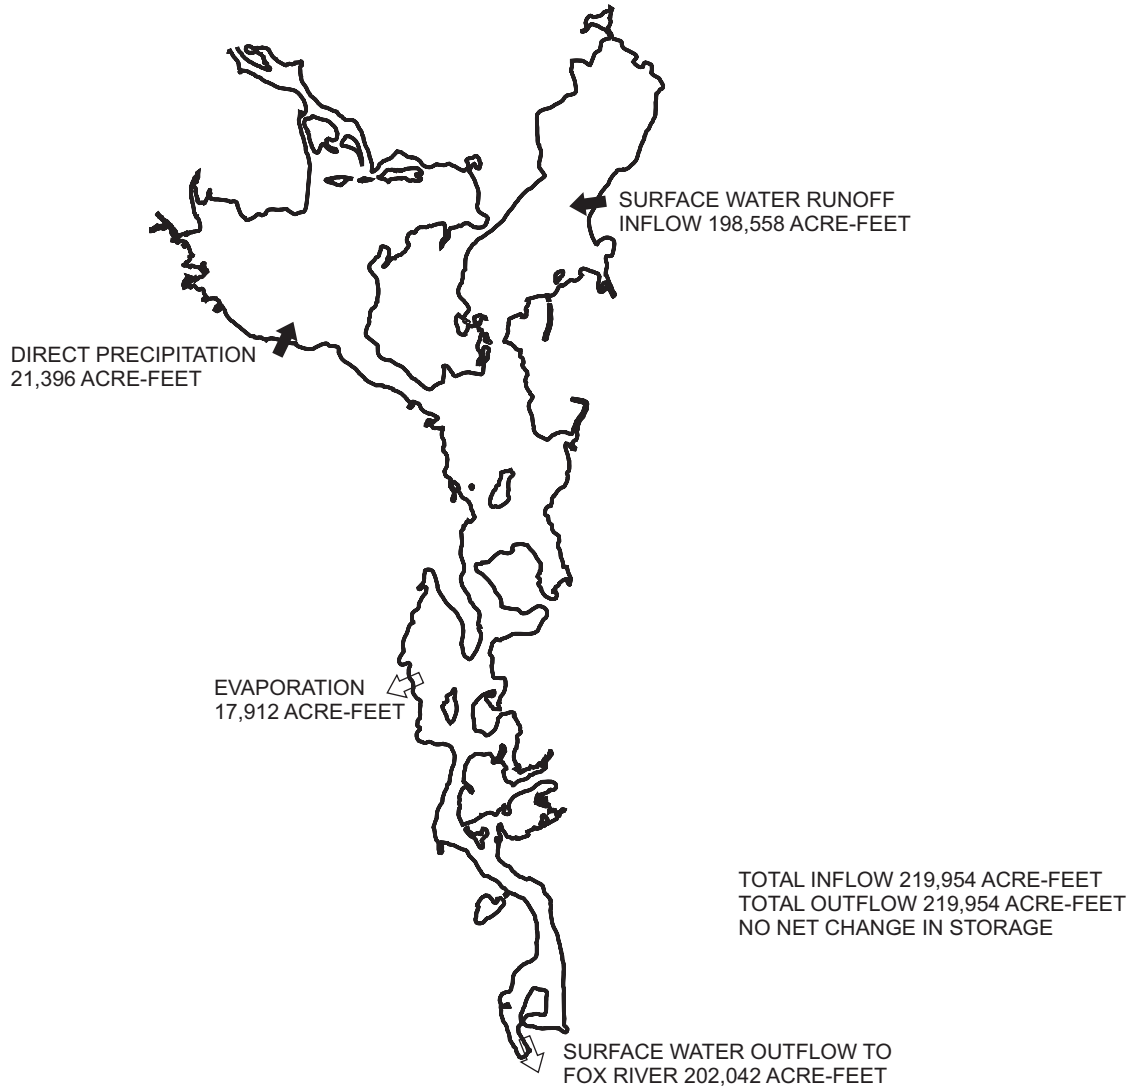 SURFACE WATER RUNOFF
INFLOW 198,558 ACRE-FEET
DIRECT PRECIPITATION
21,396 ACRE-FEET
EVAPORATION
17,912 ACRE-FEET
TOTAL INFLOW 219,954 ACRE-FEET
TOTAL OUTFLOW 219,954 ACRE-FEET
NO NET CHANGE IN STORAGE
SURFACE WATER OUTFLOW TO
FOX RIVER 202,042 ACRE-FEET